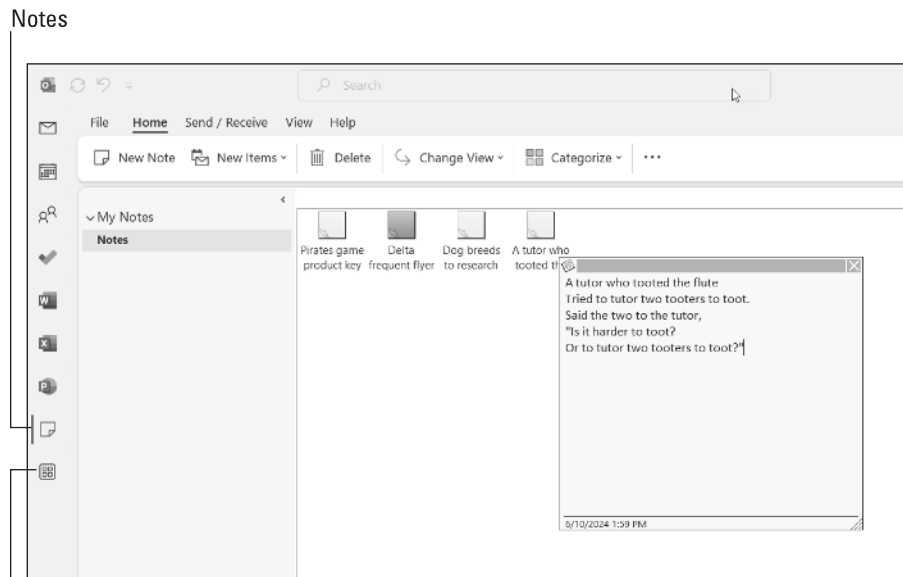 Notes
Search
File Home Send / Receive View Help
New Note New Items Delete Change View Categorize ...
My Notes
Notes
Pirates game Delta Dog breeds A tutor who
product key frequent flyer to research tooted th
A tutor who tooted the flute
Tried to tutor two tooters to toot.
Said the two to the tutor,
"Is it harder to toot?
Or to tutor two tooters to toot?"
6/10/2024 1:59 PM